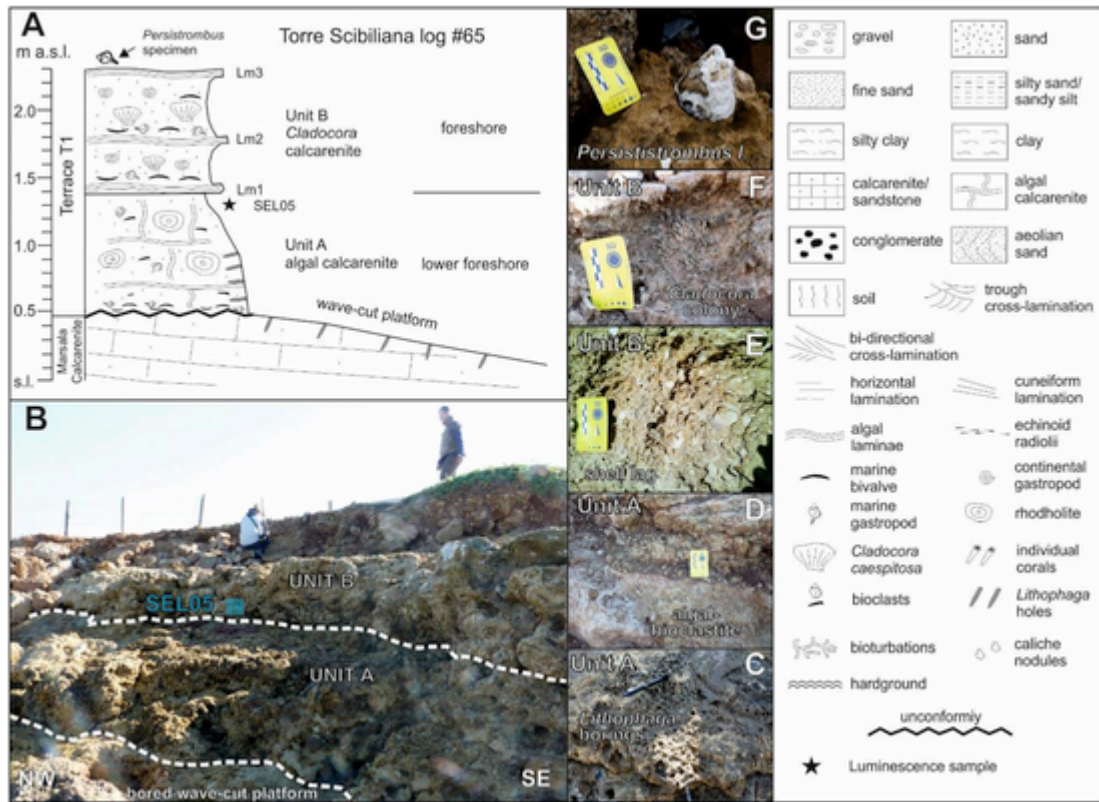 A
Persistrombus
specimen
Torre Scibiliana log #65
m a.s.l.
Lm3
2.0
Unit B
Cladocora
calcarenite
foreshore
Lm2
Terrace T1
1.5
Lm1
SEL05
1.0
Unit A
algal calcarenite
lower foreshore
0.5
wave-cut platform
Marsala
Calcarenite
s.l.
B
UNIT B
SEL05
UNIT A
NW
SE
bored wave-cut platform
G
Persististrombus l.
Unit B
F
Cladocora
colony
Unit B
E
shell lag
Unit A
D
algal-
bioclastite
Unit A
C
Lithophaga
borings
gravel
sand
fine sand
silty sand/
sandy silt
silty clay
clay
calcarenite/
sandstone
algal
calcarenite
conglomerate
aeolian
sand
soil
trough
cross-lamination
bi-directional
cross-lamination
horizontal
lamination
cuneiform
lamination
algal
laminae
echinoid
radiolii
marine
bivalve
continental
gastropod
marine
gastropod
rhodholite
Cladocora
caespitosa
individual
corals
bioclasts
Lithophaga
holes
bioturbations
caliche
nodules
hardground
unconformiy
Luminescence sample